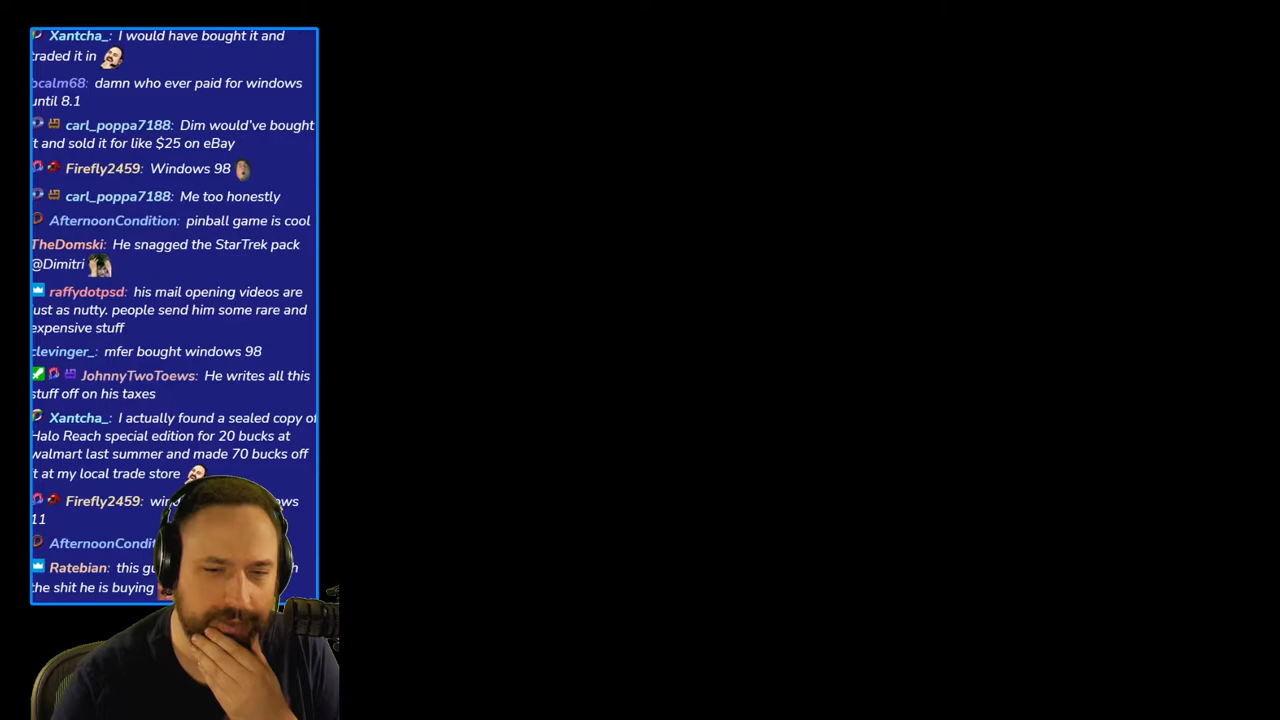 Xantcha_: I would have bought it and
traded it in
bcalm68: damn who ever paid for windows
until 8.1
carl_poppa7188: Dim would've bought
it and sold it for like $25 on eBay
Firefly2459: Windows 98
carl_poppa7188: Me too honestly
AfternoonCondition: pinball game is cool
TheDomski: He snagged the StarTrek pack
@Dimitri
raffydotpsd: his mail opening videos are
just as nutty. people send him some rare and
expensive stuff
clevinger_: mfer bought windows 98
JohnnyTwoToews: He writes all this
stuff off on his taxes
Xantcha_: I actually found a sealed copy of
Halo Reach special edition for 20 bucks at
walmart last summer and made 70 bucks off
it at my local trade store
Firefly2459:
11
Ratebian: this
the shit he is buying